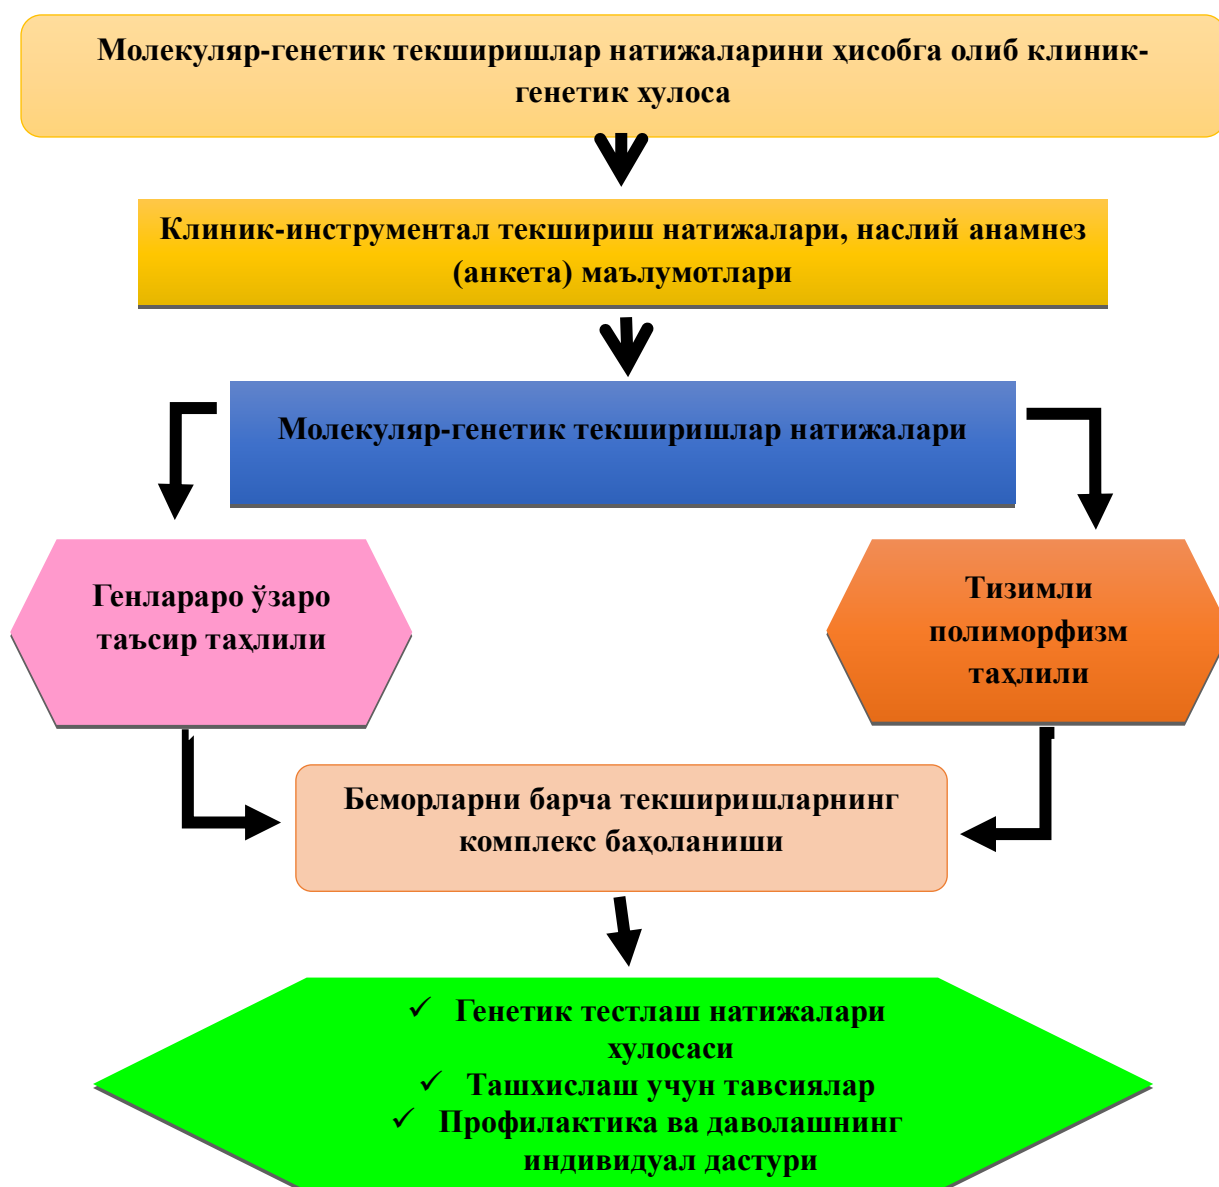 Молекуляр-генетик текширишлар натижаларини ҳисобга олиб клиник-
генетик хулоса
Клиник-инструментал текшириш натижалари, наслий анамнез
(анкета) маълумотлари
Молекуляр-генетик текширишлар натижалари
Генлараро ўзаро
таъсир таҳлили
Тизимли
полиморфизм
таҳлили
Беморларни барча текширишларнинг
комплекс баҳоланиши
✓ Генетик тестлаш натижалари
хулосаси
✓ Ташхислаш учун тавсиялар
✓ Профилактика ва даволашнинг
индивидуал дастури